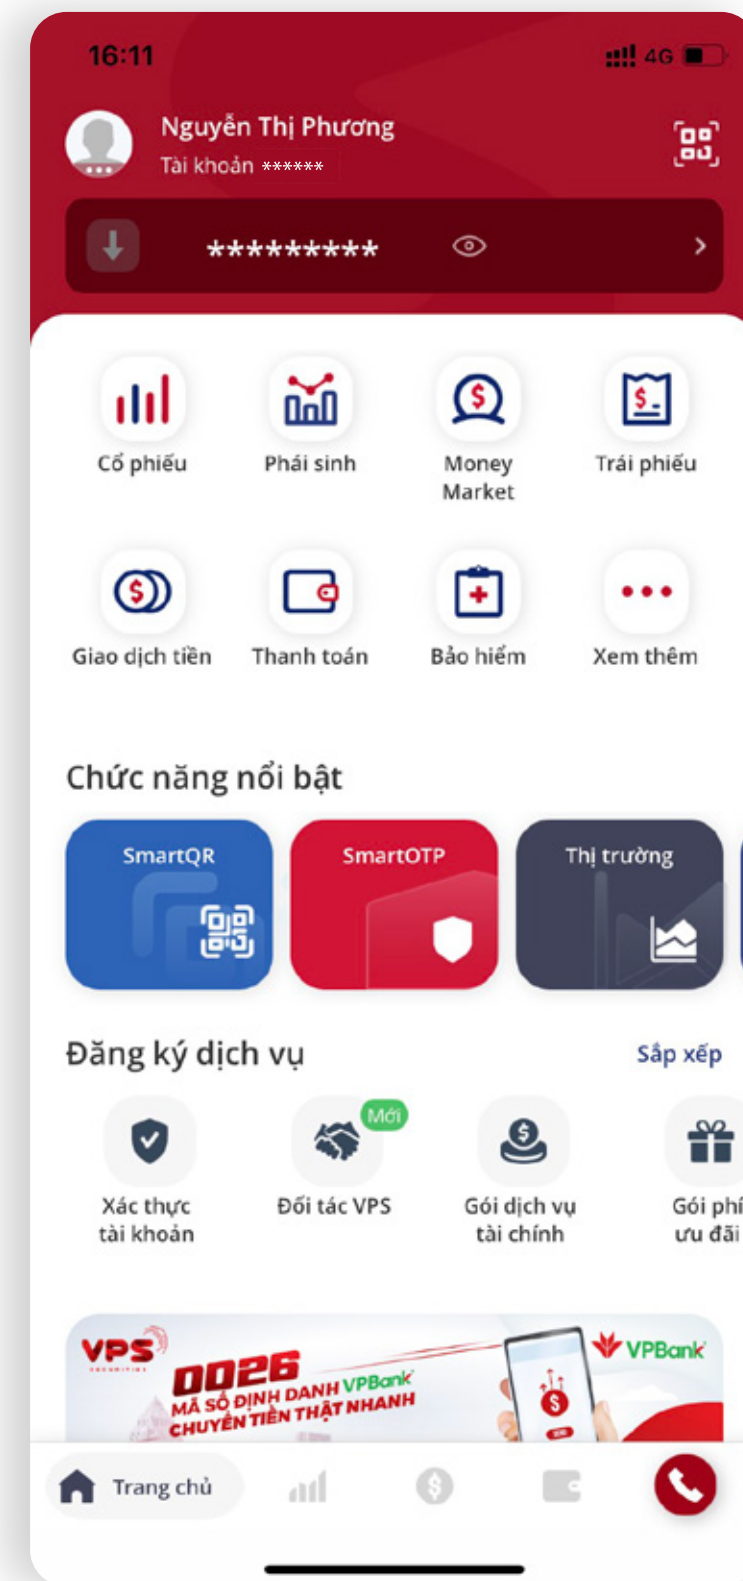 16:11
4G
Nguyễn Thị Phương
Tài khoản ******
*********
Cổ phiếu
Phái sinh
Money
Market
Trái phiếu
Giao dịch tiền
Thanh toán
Bảo hiểm
Xem thêm
Chức năng nổi bật
SmartQR
SmartOTP
Thị trường
Đăng ký dịch vụ
Sắp xếp
Mới
Xác thực
tài khoản
Đối tác VPS
Gói dịch vụ
tài chính
Gói phí
ưu đãi
VPS
SECURITIES
VPBank
0026
MÃ SỐ ĐỊNH DANH VPBank
CHUYỂN TIỀN THẬT NHANH
Trang chủ